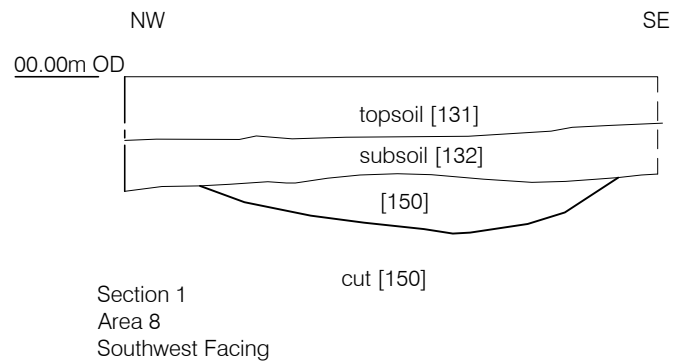 NW SE
00.00m OD
topsoil [131]
subsoil [132]
[150]
cut [150]
Section 1
Area 8
Southwest Facing